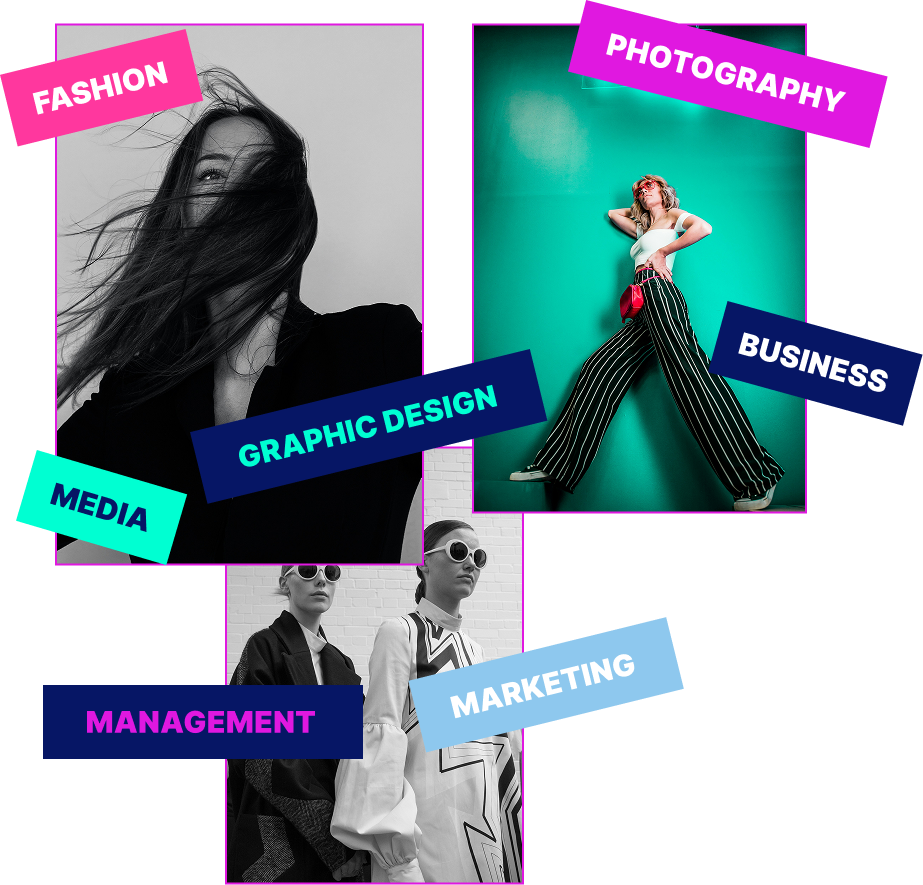 PHOTOGRAPHY
FASHION
BUSINESS
GRAPHIC DESIGN
MEDIA
MARKETING
MANAGEMENT